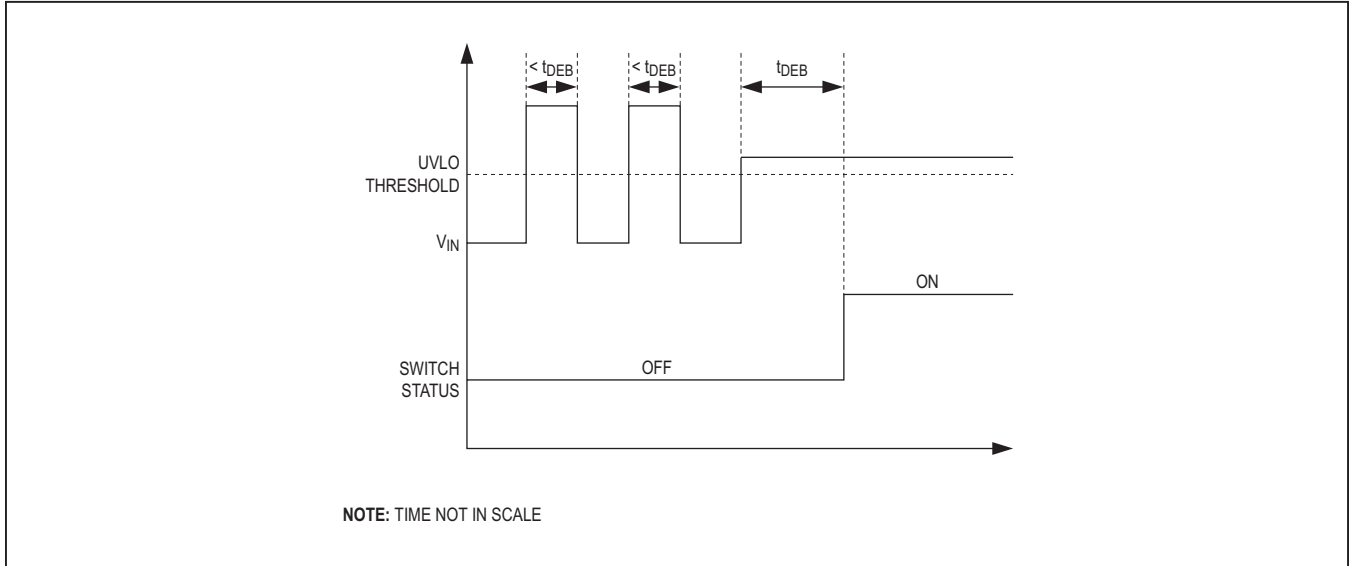 < tDEB
< tDEB
tDEB
UVLO
THRESHOLD
VIN
ON
SWITCH
STATUS
OFF
NOTE: TIME NOT IN SCALE